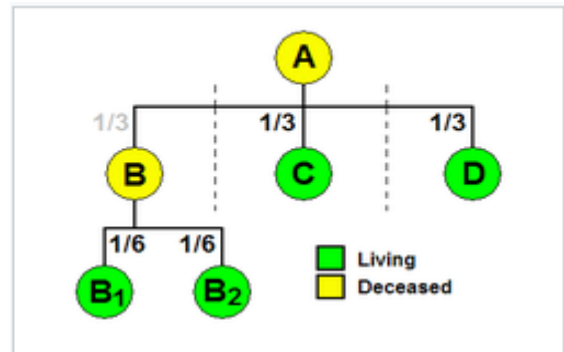 A
1/3 1/3 1/3
B C D
1/6 1/6
B1 B2
Living
Deceased